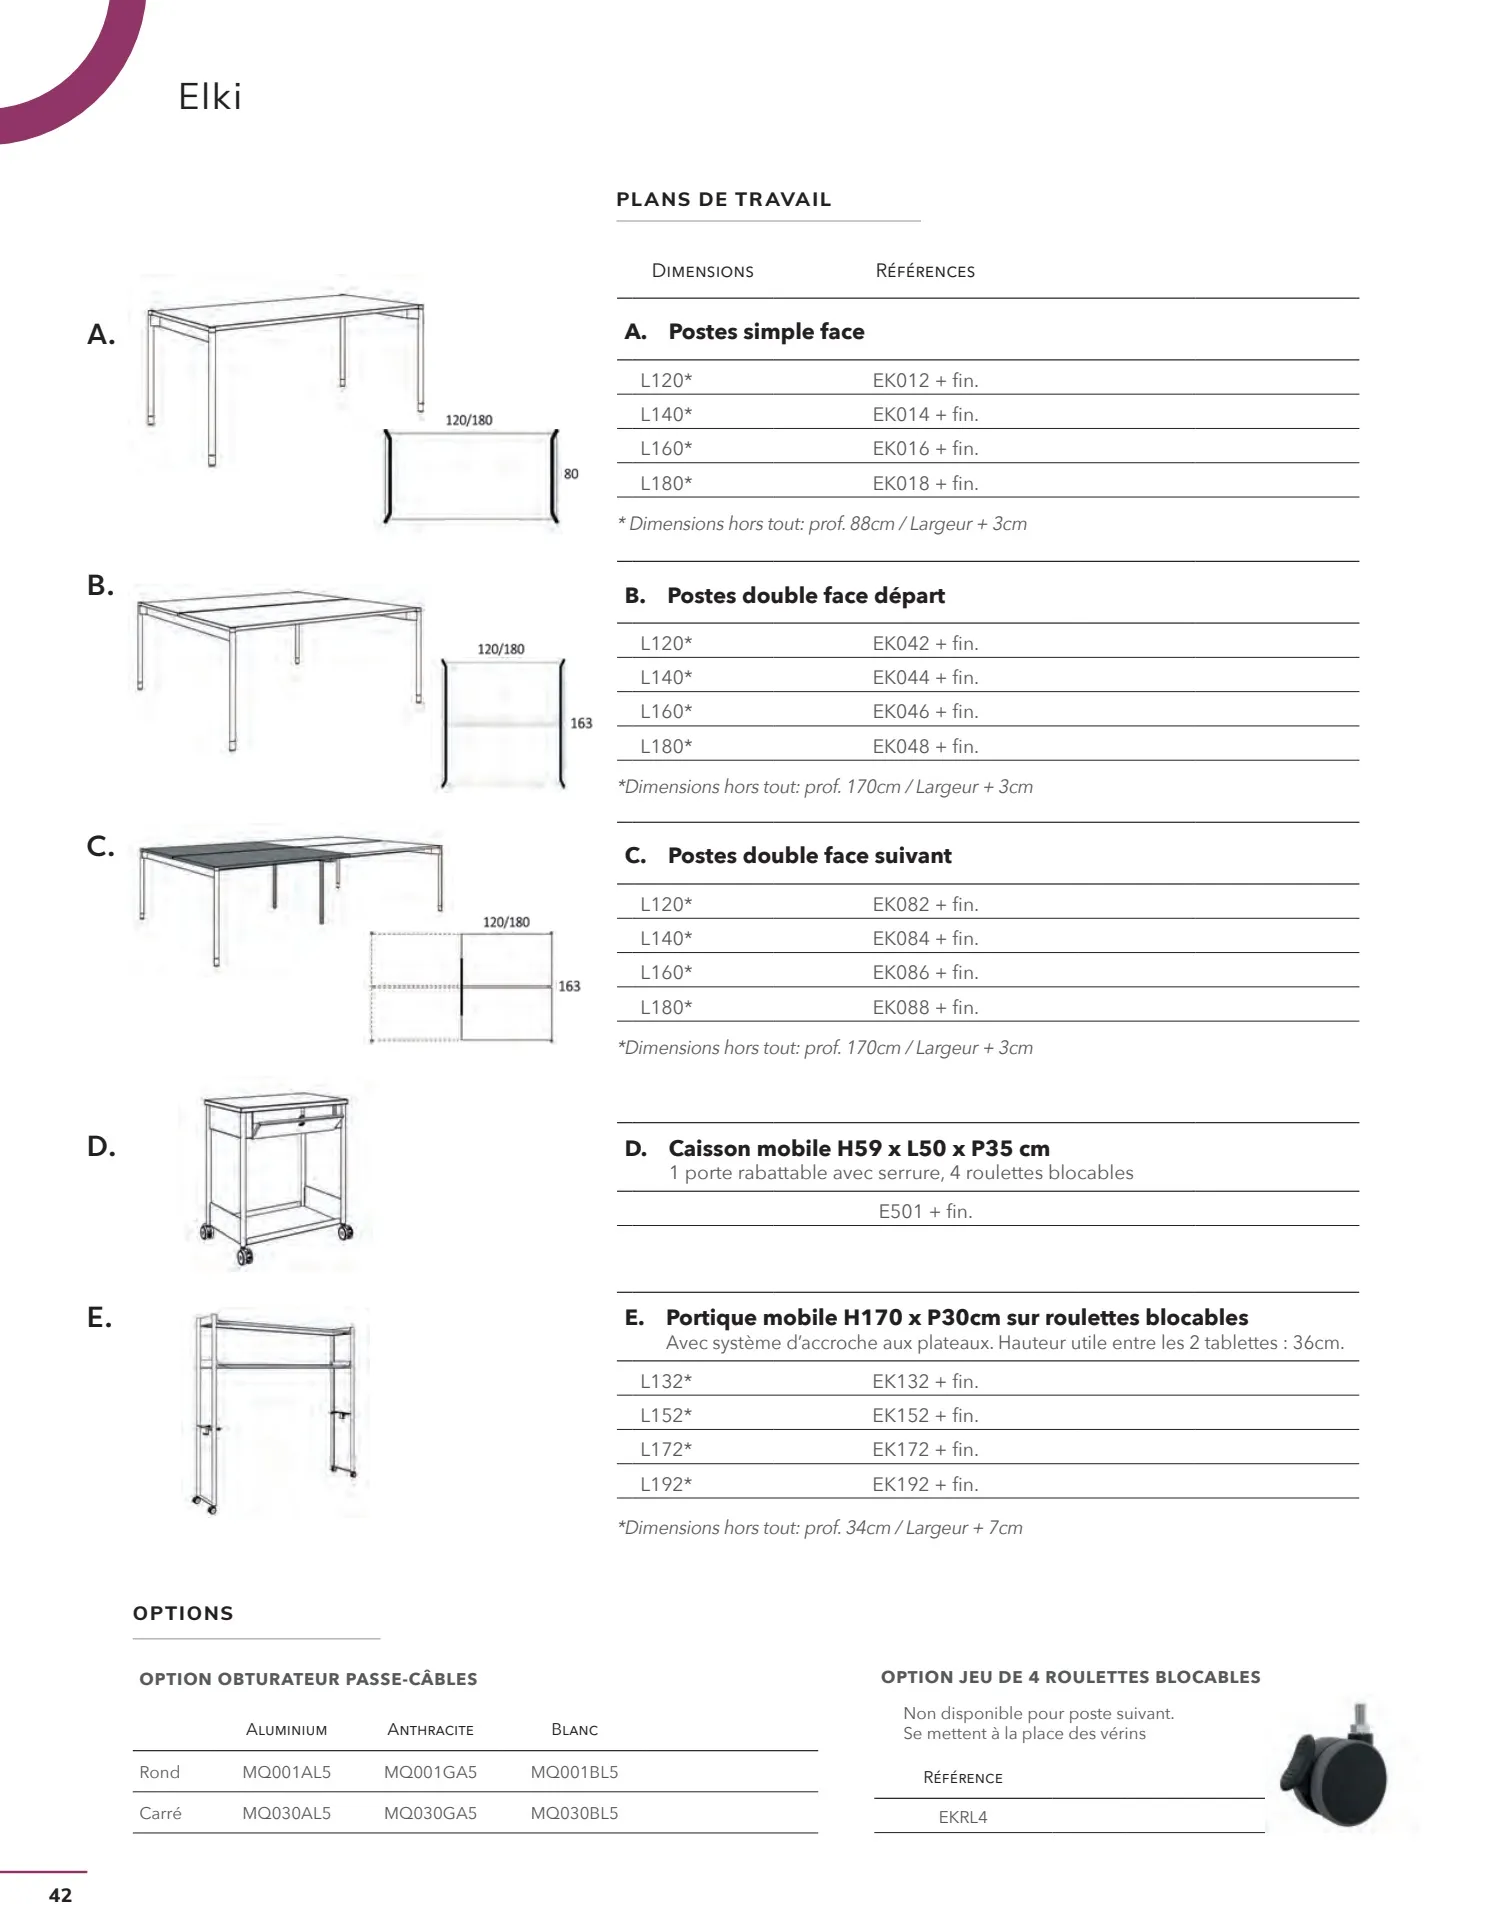 Elki
PLANS DE TRAVAIL
DIMENSIONS RÉFÉRENCES
A.
120/180
80
A. Postes simple face
L120* EK012 + fin.
L140* EK014 + fin.
L160* EK016 + fin.
L180* EK018 + fin.
* Dimensions hors tout: prof. 88cm / Largeur + 3cm
B.
120/180
163
B. Postes double face départ
L120* EK042 + fin.
L140* EK044 + fin.
L160* EK046 + fin.
L180* EK048 + fin.
*Dimensions hors tout: prof. 170cm / Largeur + 3cm
C.
120/180
163
C. Postes double face suivant
L120* EK082 + fin.
L140* EK084 + fin.
L160* EK086 + fin.
L180* EK088 + fin.
*Dimensions hors tout: prof. 170cm / Largeur + 3cm
D.
D. Caisson mobile H59 x L50 x P35 cm
1 porte rabattable avec serrure, 4 roulettes blocables
E501 + fin.
E.
E. Portique mobile H170 x P30cm sur roulettes blocables
Avec système d'accroche aux plateaux. Hauteur utile entre les 2 tablettes : 36cm.
L132* EK132 + fin.
L152* EK152 + fin.
L172* EK172 + fin.
L192* EK192 + fin.
*Dimensions hors tout: prof. 34cm / Largeur + 7cm
OPTIONS
OPTION OBTURATEUR PASSE-CÂBLES
ALUMINIUM ANTHRACITE BLANC
Rond MQ001AL5 MQ001GA5 MQ001BL5
Carré MQ030AL5 MQ030GA5 MQ030BL5
OPTION JEU DE 4 ROULETTES BLOCABLES
Non disponible pour poste suivant.
Se mettent à la place des vérins
RÉFÉRENCE
EKRL4
42